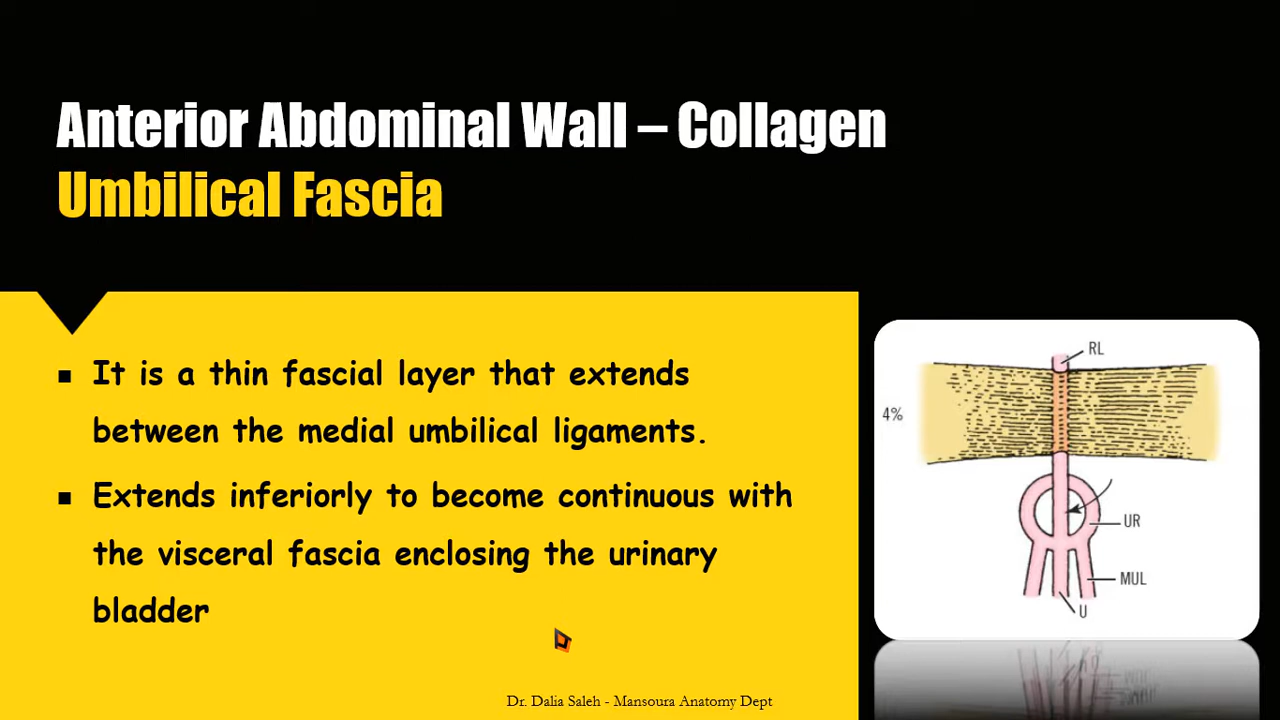 Anterior Abdominal Wall – Collagen
Umbilical Fascia
▪ It is a thin fascial layer that extends
between the medial umbilical ligaments.
▪ Extends inferiorly to become continuous with
the visceral fascia enclosing the urinary
bladder
RL
4%
UR
MUL
U
Dr. Dalia Saleh - Mansoura Anatomy Dept